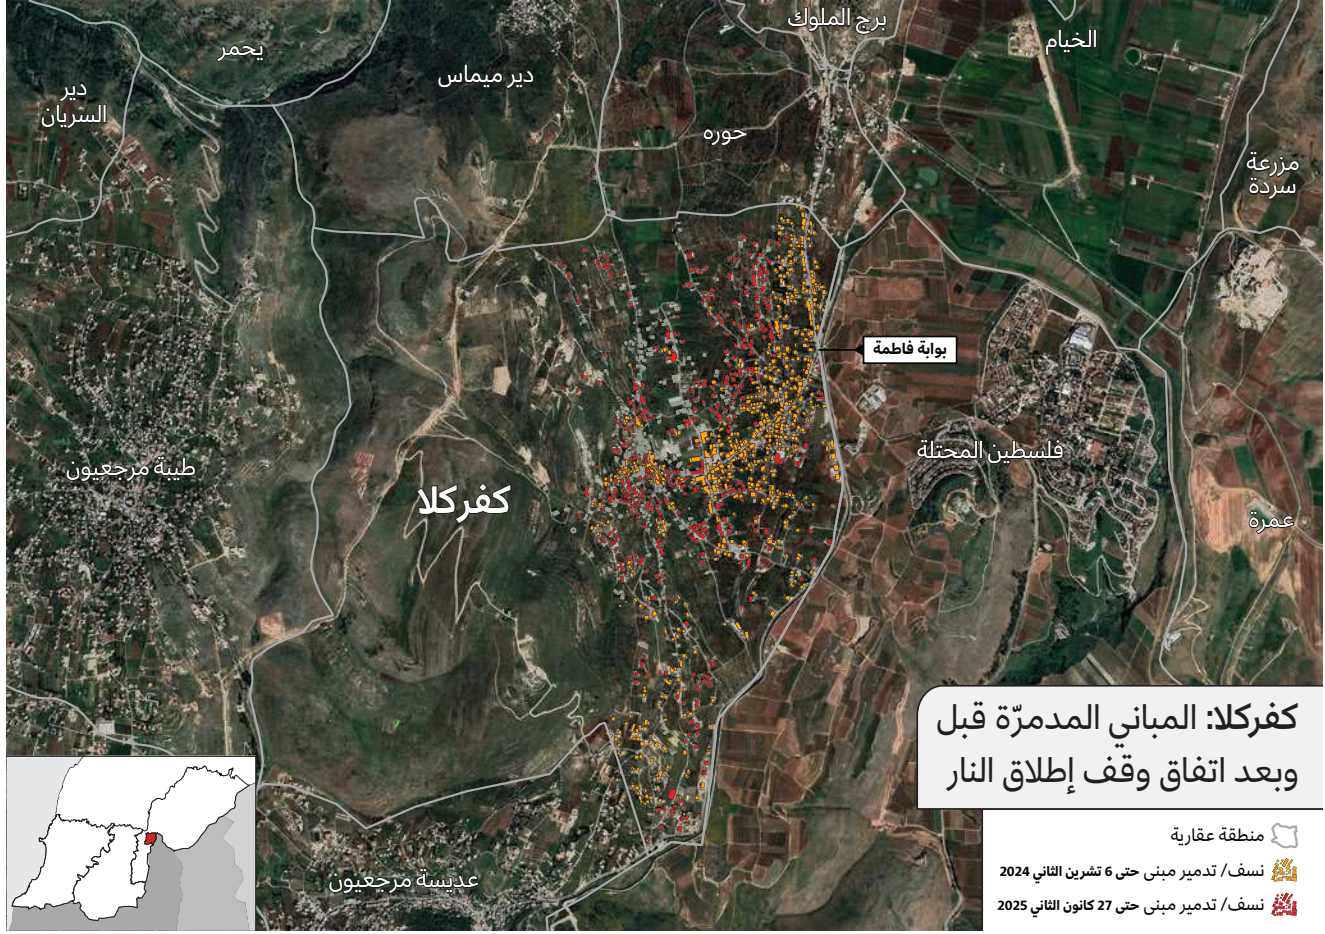 برج الملوك
الخيام
يحمر
دير ميماس
دير
السريان
حوره
مزرعة
سردة
بوابة فاطمة
فلسطين المحتلة
طيبة مرجعيون
كفركلا
عمرة
عديسة مرجعيون
كفركلا: المباني المدمرّة قبل
وبعد اتفاق وقف إطلاق النار
منطقة عقارية
نسف/ تدمير مبنى حتى 6 تشرين الثاني 2024
نسف/ تدمير مبنى حتى 27 كانون الثاني 2025